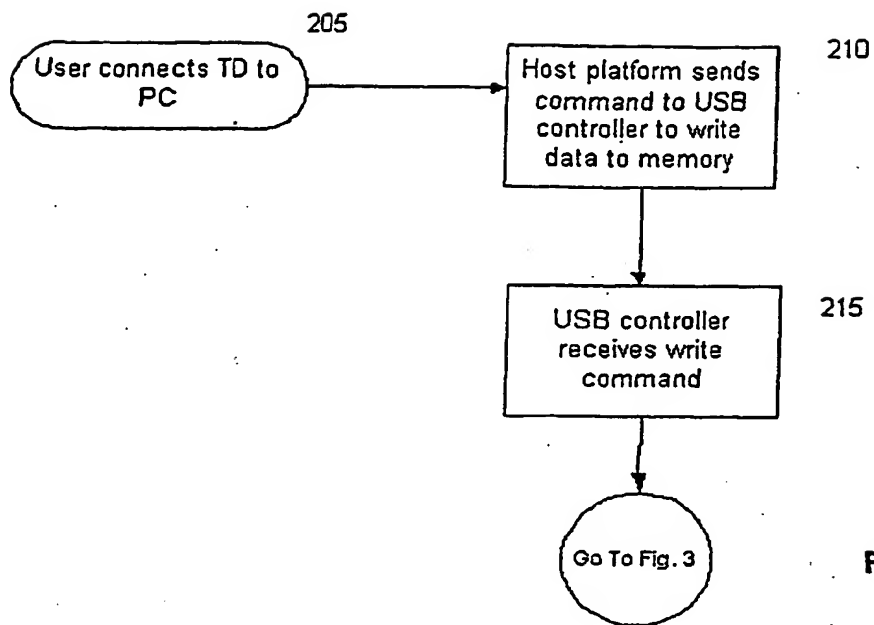 205
User connects TD to
PC
210
Host platform sends
command to USB
controller to write
data to memory
215
USB controller
receives write
command
Go To Fig. 3